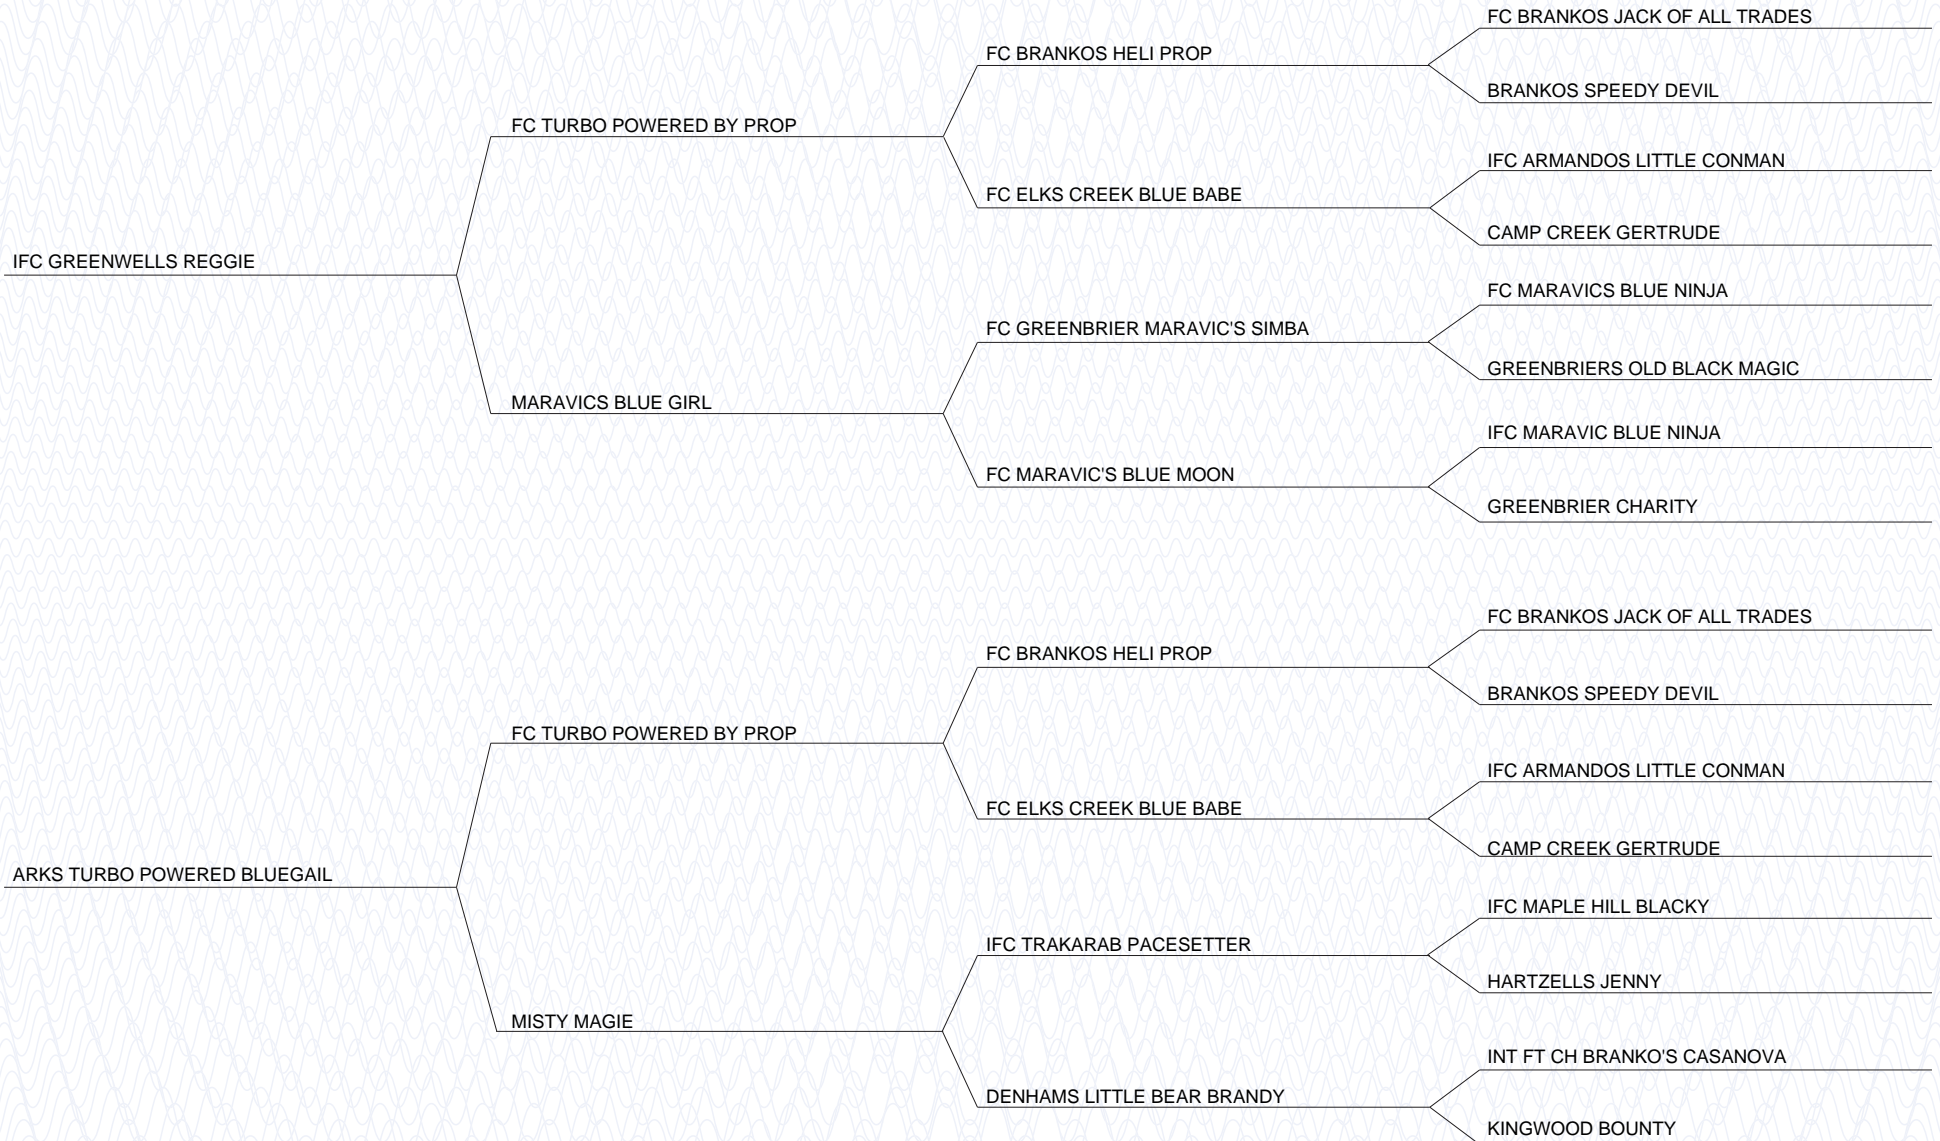 FC BRANKOS JACK OF ALL TRADES
FC BRANKOS HELI PROP
BRANKOS SPEEDY DEVIL
FC TURBO POWERED BY PROP
IFC ARMANDOS LITTLE CONMAN
FC ELKS CREEK BLUE BABE
CAMP CREEK GERTRUDE
IFC GREENWELLS REGGIE
FC MARAVICS BLUE NINJA
FC GREENBRIER MARAVIC'S SIMBA
GREENBRIERS OLD BLACK MAGIC
MARAVICS BLUE GIRL
IFC MARAVIC BLUE NINJA
FC MARAVIC'S BLUE MOON
GREENBRIER CHARITY
FC BRANKOS JACK OF ALL TRADES
FC BRANKOS HELI PROP
BRANKOS SPEEDY DEVIL
FC TURBO POWERED BY PROP
IFC ARMANDOS LITTLE CONMAN
FC ELKS CREEK BLUE BABE
CAMP CREEK GERTRUDE
ARKS TURBO POWERED BLUEGAIL
IFC MAPLE HILL BLACKY
IFC TRAKARAB PACESETTER
HARTZELLS JENNY
MISTY MAGIE
INT FT CH BRANKO'S CASANOVA
DENHAMS LITTLE BEAR BRANDY
KINGWOOD BOUNTY